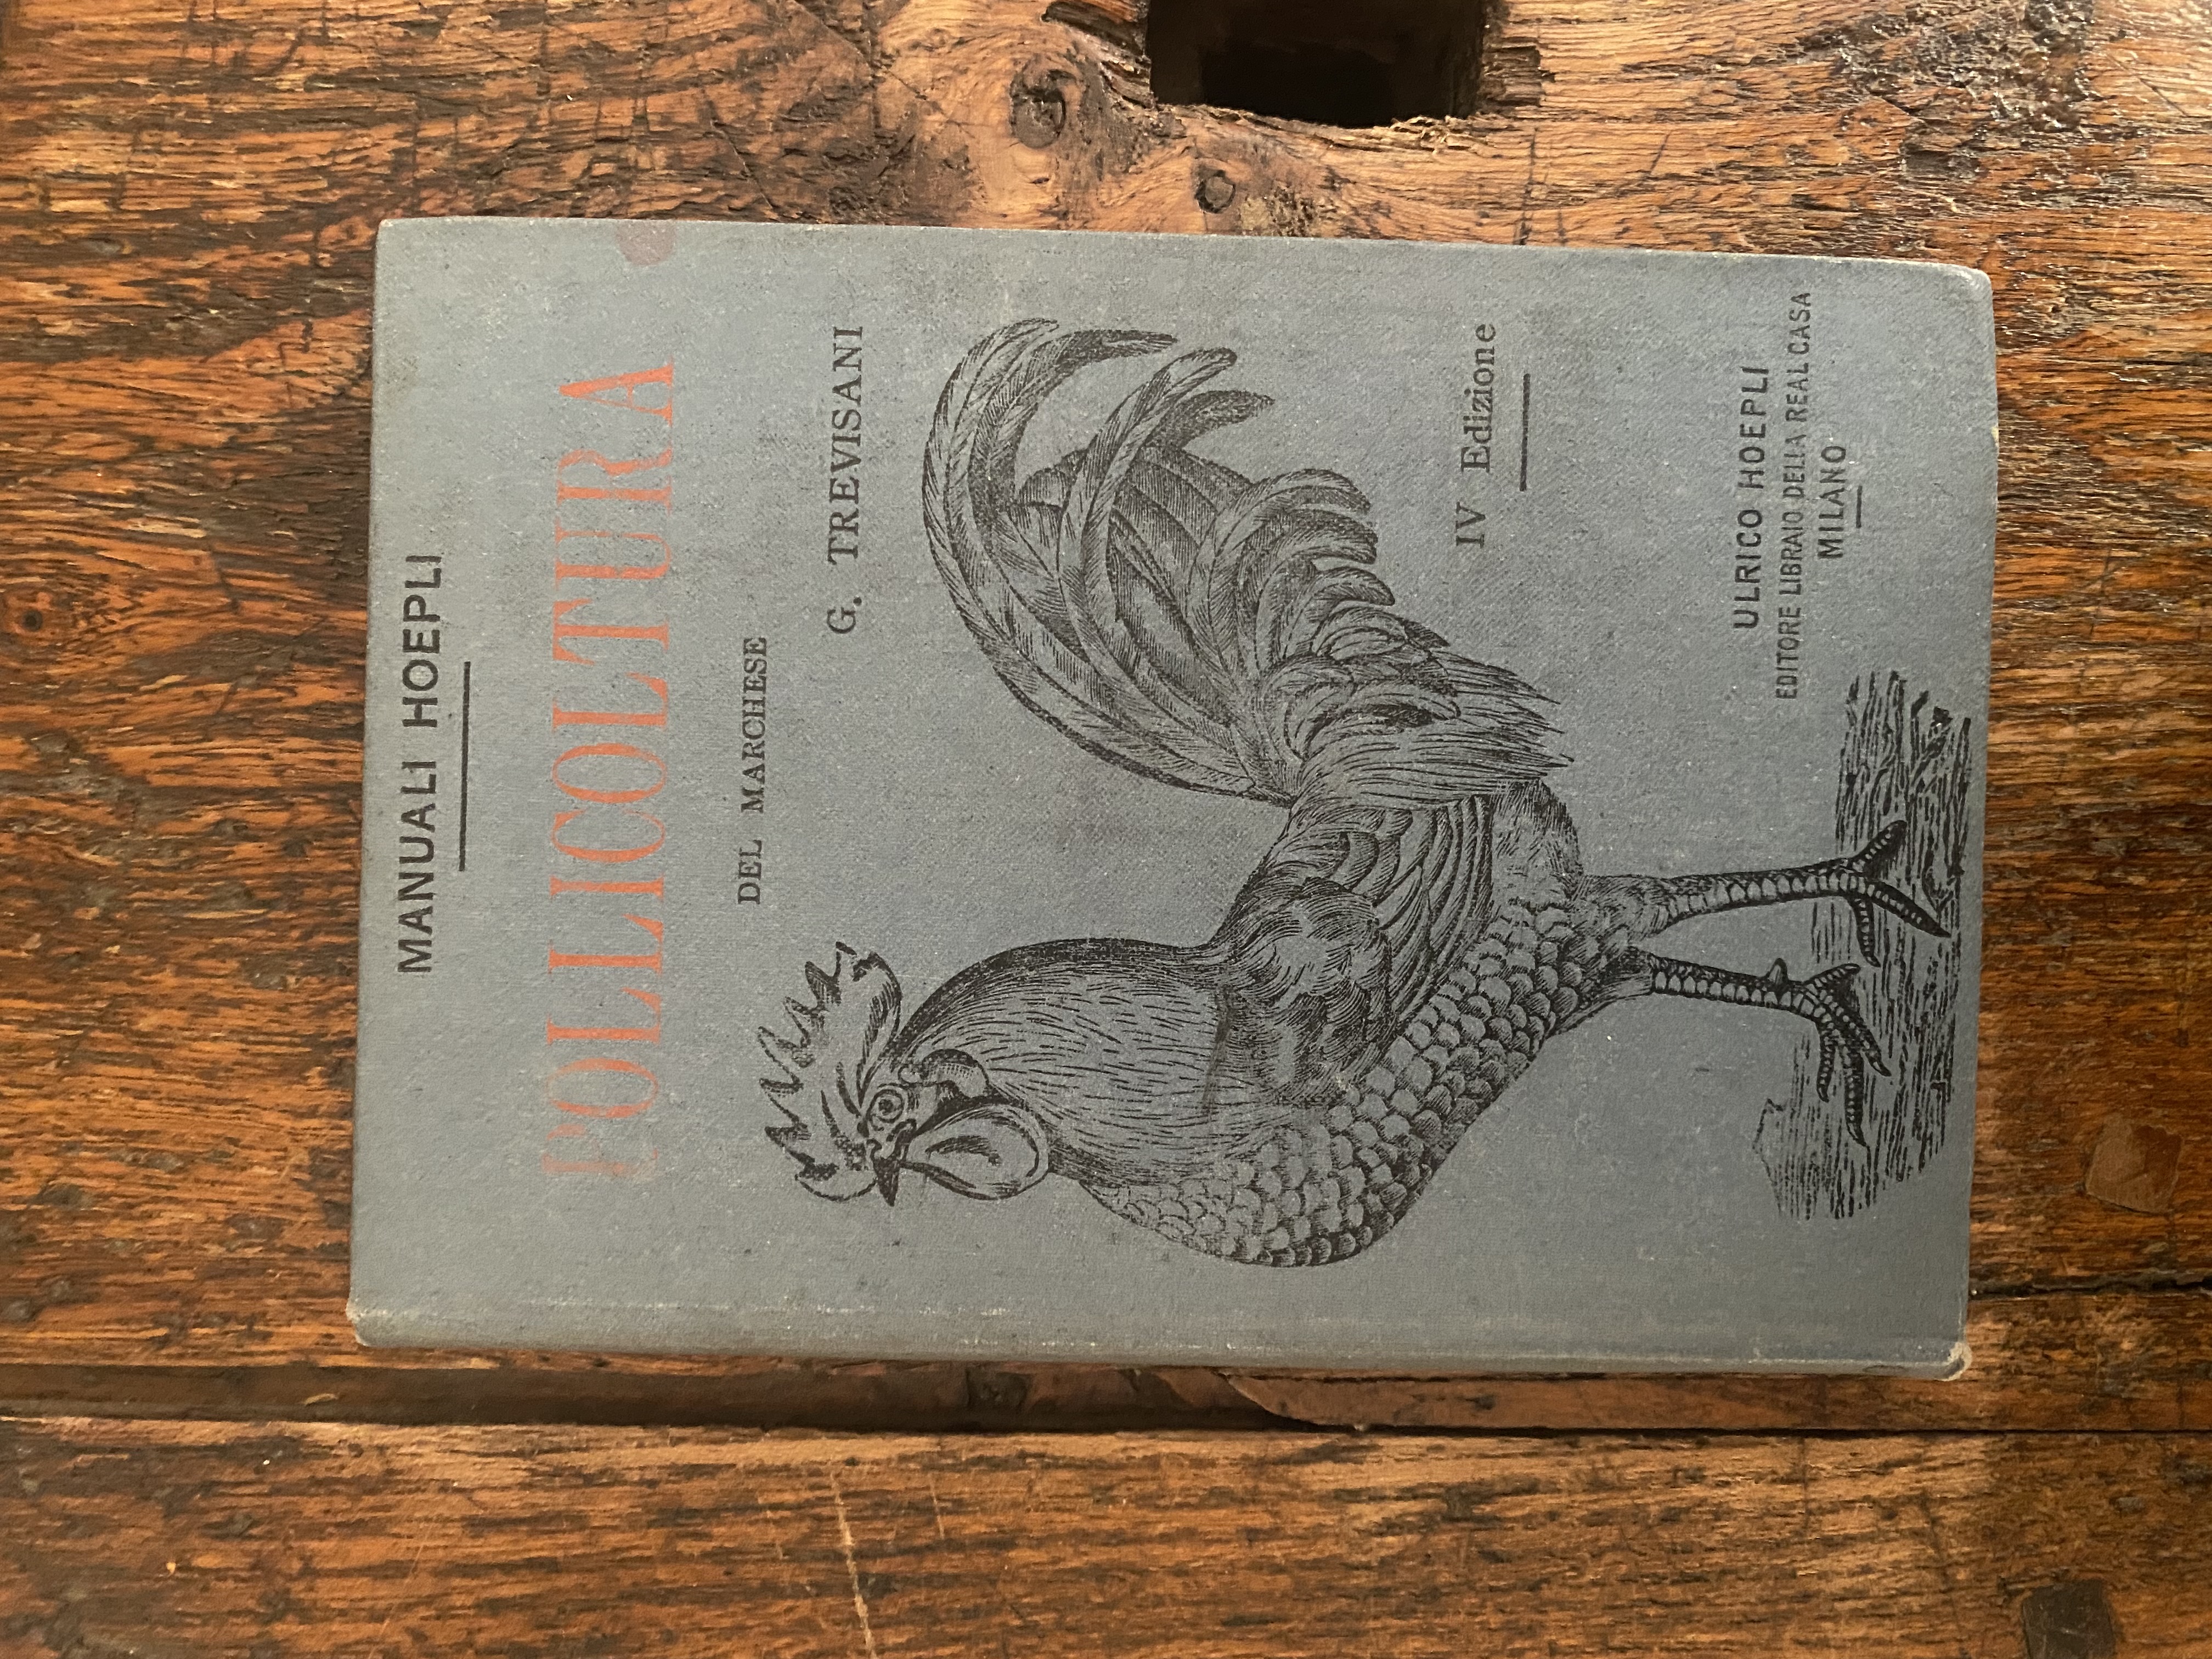 MANUALI HOEPLI
POLLICOLTURA
DEL MARCHESE
G. TREVISANI
IV Edizione
ULRICO HOEPLI
EDITORE LIBRAIO DELLA REAL CASA
MILANO